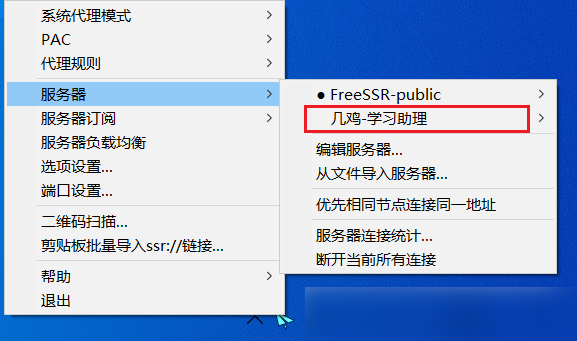 系统代理模式
PAC
代理规则
服务器
服务器订阅
服务器负载均衡
选项设置...
端口设置...
二维码扫描...
剪贴板批量导入ssr://链接...
帮助
退出
● FreeSSR-public
几鸡-学习助理
编辑服务器...
从文件导入服务器...
优先相同节点连接同一地址
服务器连接统计...
断开当前所有连接